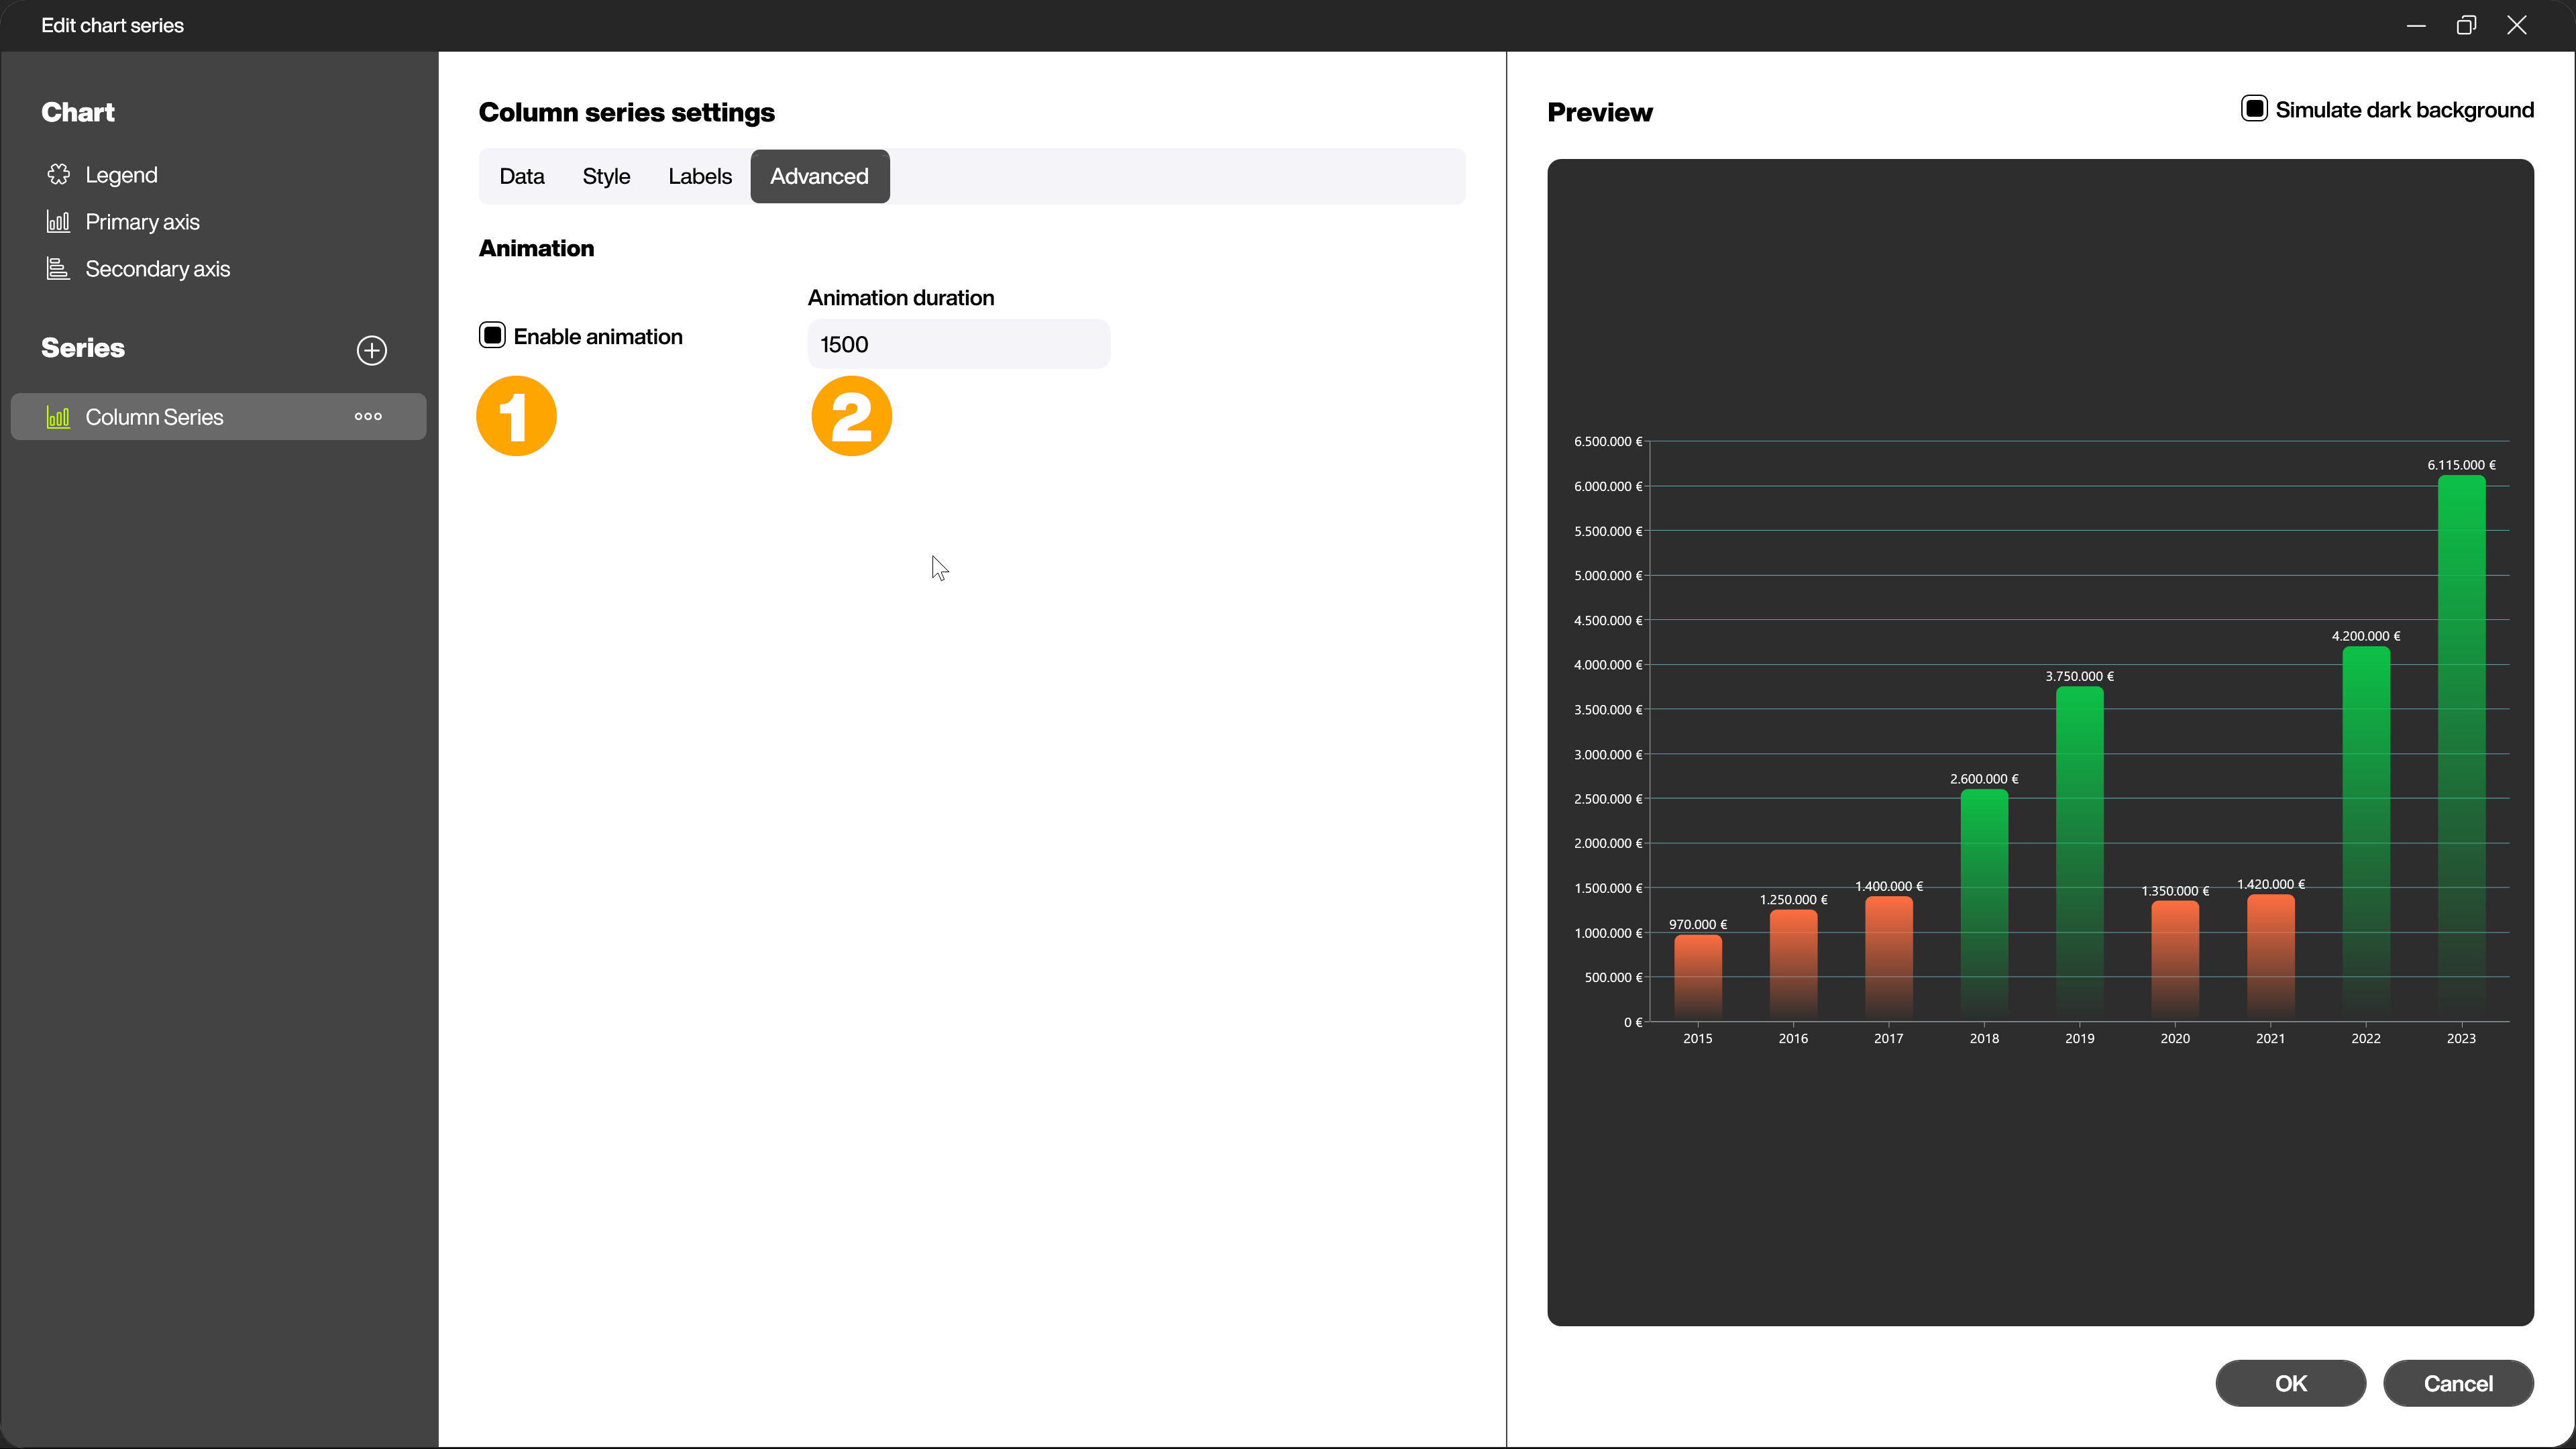 Edit chart series
Chart
Legend
Primary axis
Secondary axis
Series
Column Series
Column series settings
Data Style Labels Advanced
Animation
Animation duration
Enable animation
1500
1
2
Preview
Simulate dark background
6.500.000 €
6.115.000 €
6.000.000 €
5.500.000 €
5.000.000 €
4.500.000 €
4.200.000 €
4.000.000 €
3.750.000 €
3.500.000 €
3.000.000 €
2.600.000 €
2.500.000 €
2.000.000 €
1.500.000 €
1.250.000 €
1.400.000 €
1.350.000 €
1.420.000 €
970.000 €
1.000.000 €
500.000 €
0 €
2015 2016 2017 2018 2019 2020 2021 2022 2023
OK
Cancel